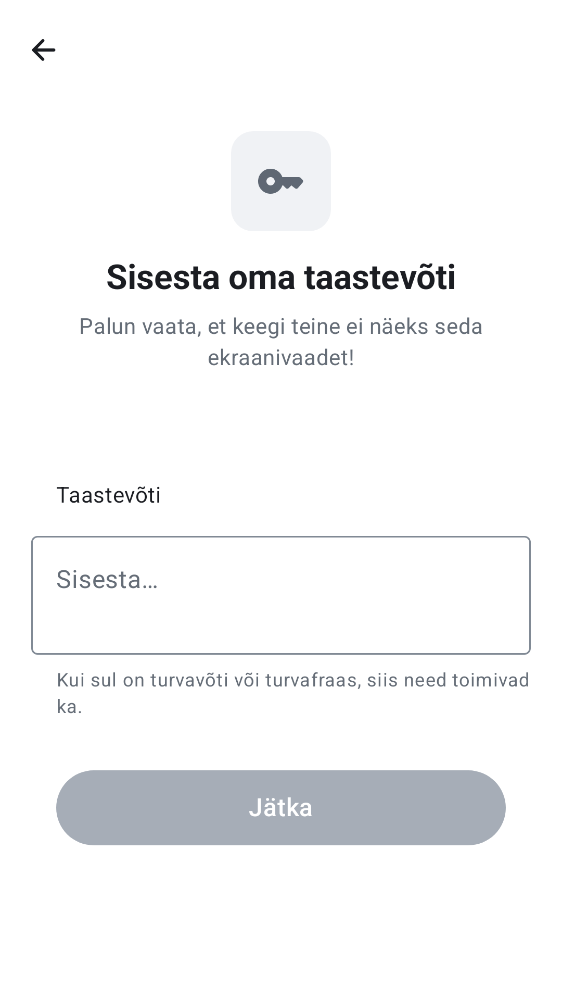 Sisesta oma taastevõti
Palun vaata, et keegi teine ei näeks seda
ekraanivaadet!
Taastevõti
Sisesta…
Kui sul on turvavõti või turvafraas, siis need toimivad
ka.
Jätka